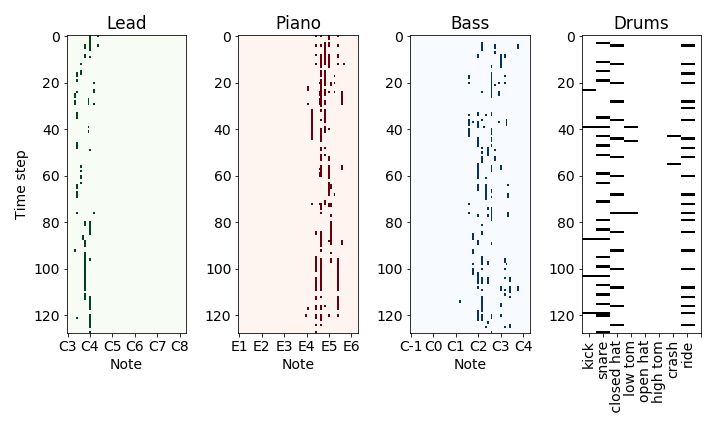 Lead Piano Bass Drums
0 0 0 0
20 20 20 20
40 40 40 40
60 60 60 60
80 80 80 80
100 100 100 100
120 120 120 120
Time step
C3 C4 C5 C6 C7 C8 E1 E2 E3 E4 E5 E6 C-1 C0 C1 C2 C3 C4
Note Note Note
kick
snare
closed hat
low tom
open hat
high tom
crash
ride